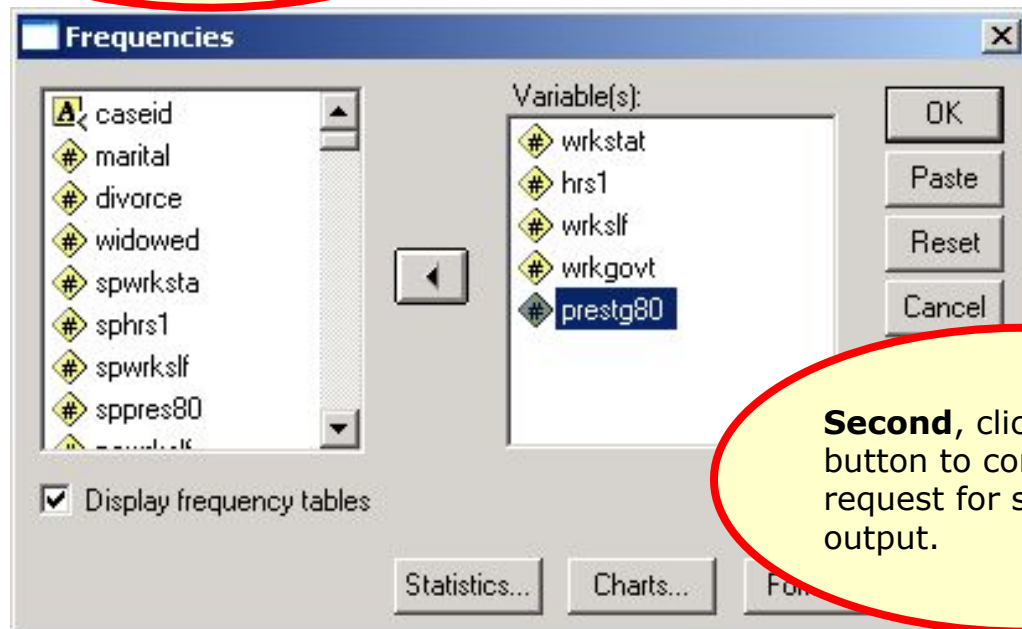 Frequencies
caseid
marital
divorce
widowed
spwrksta
sphrs1
spwrkslf
sppres80
Variable(s):
wrkstat
hrs1
wrkslf
wrkgovt
prestg80
OK
Paste
Reset
Cancel
Display frequency tables
Statistics...
Charts...
Second, clic
button to co
request for s
output.